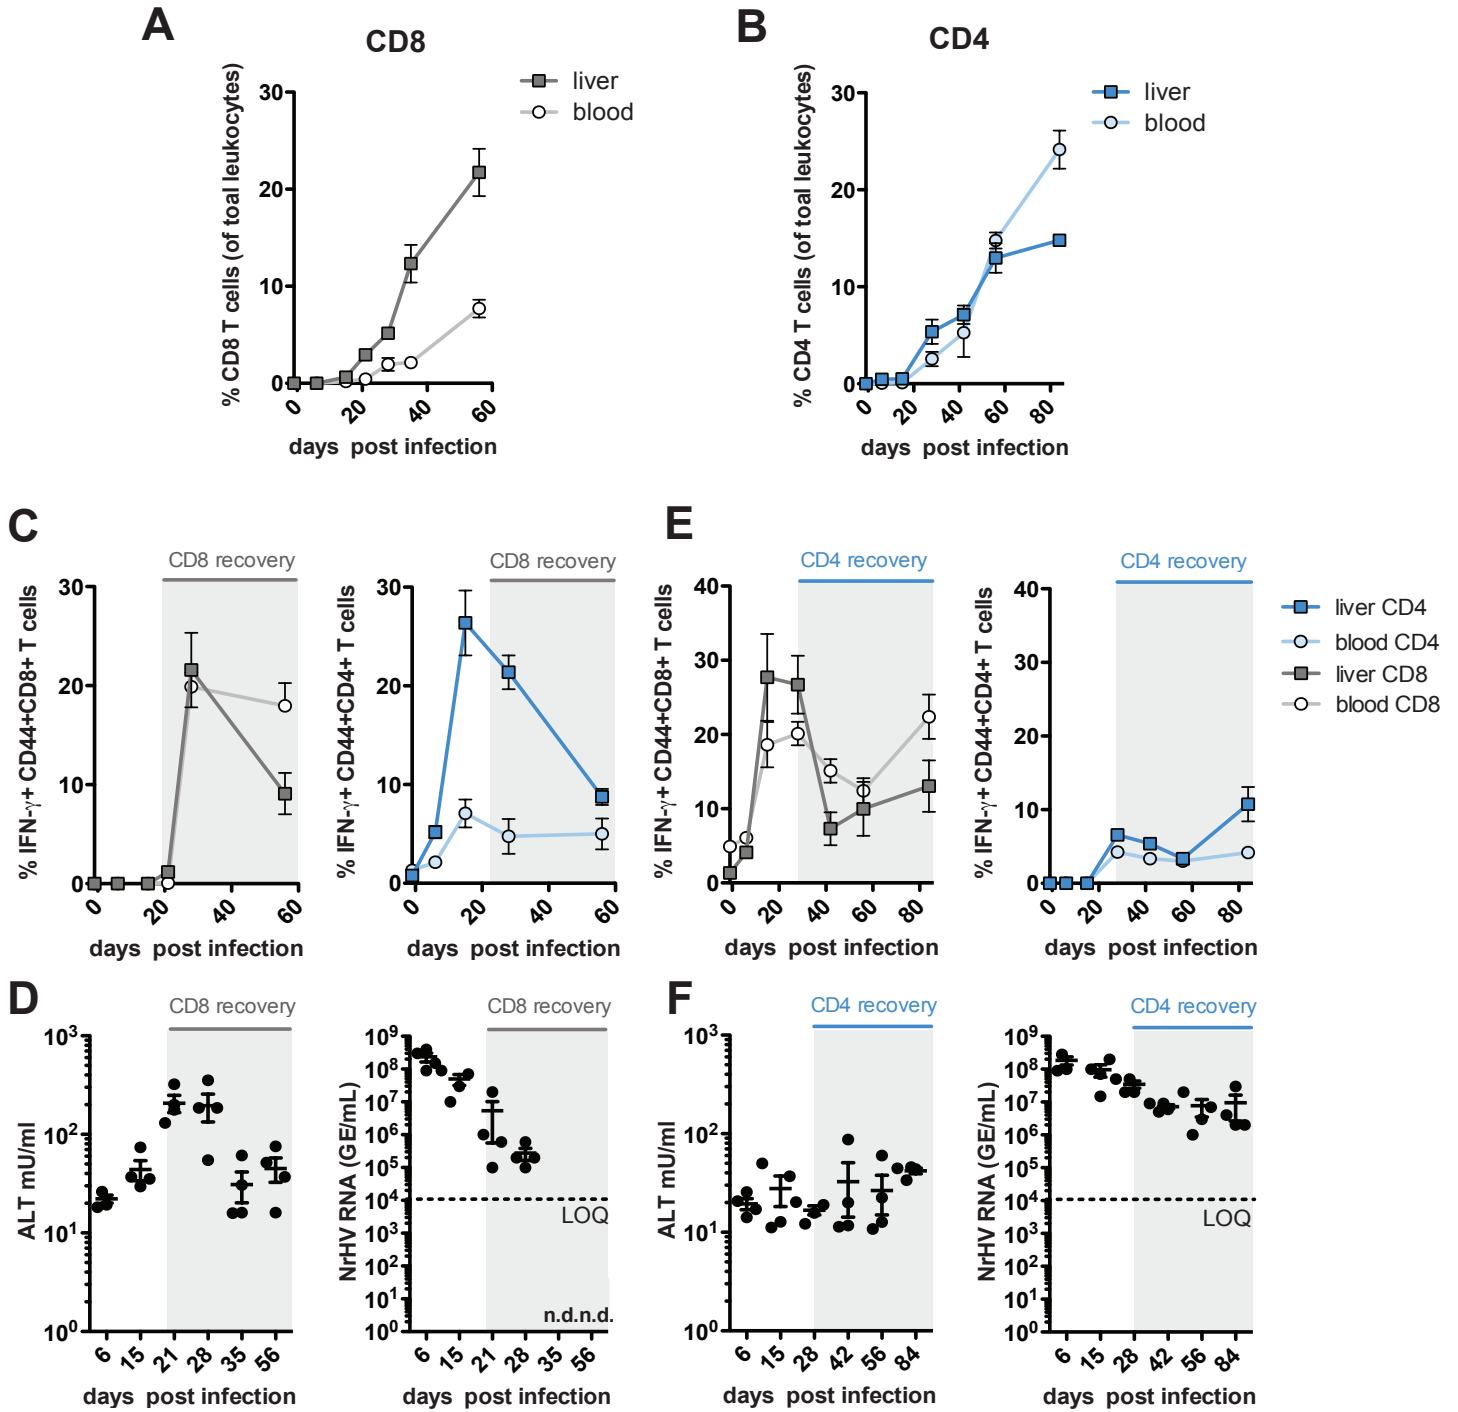 A
CD8
% CD8 T cells (of toal leukocytes)
30
20
10
0
0 20 40 60
days post infection
liver
blood
B
CD4
% CD4 T cells (of toal leukocytes)
30
20
10
0
0 20 40 60 80
days post infection
liver
blood
C
CD8 recovery
% IFN-γ+ CD44+CD8+ T cells
30
20
10
0
0 20 40 60
days post infection
CD8 recovery
% IFN-γ+ CD44+CD4+ T cells
30
20
10
0
0 20 40 60
days post infection
E
CD4 recovery
% IFN-γ+ CD44+CD8+ T cells
40
30
20
10
0
0 20 40 60 80
days post infection
CD4 recovery
% IFN-γ+ CD44+CD4+ T cells
40
30
20
10
0
0 20 40 60 80
days post infection
liver CD4
blood CD4
liver CD8
blood CD8
D
CD8 recovery
ALT mU/ml
10³
10²
10¹
10⁰
6 15 21 28 35 56
days post infection
CD8 recovery
NrHV RNA (GE/mL)
10⁹
10⁸
10⁷
10⁶
10⁵
10⁴
10³
10²
10¹
10⁰
LOQ
n.d.n.d.
6 15 21 28 35 56
days post infection
F
CD4 recovery
ALT mU/ml
10³
10²
10¹
10⁰
6 15 28 42 56 84
days post infection
CD4 recovery
NrHV RNA (GE/mL)
10⁹
10⁸
10⁷
10⁶
10⁵
10⁴
10³
10²
10¹
10⁰
LOQ
6 15 28 42 56 84
days post infection